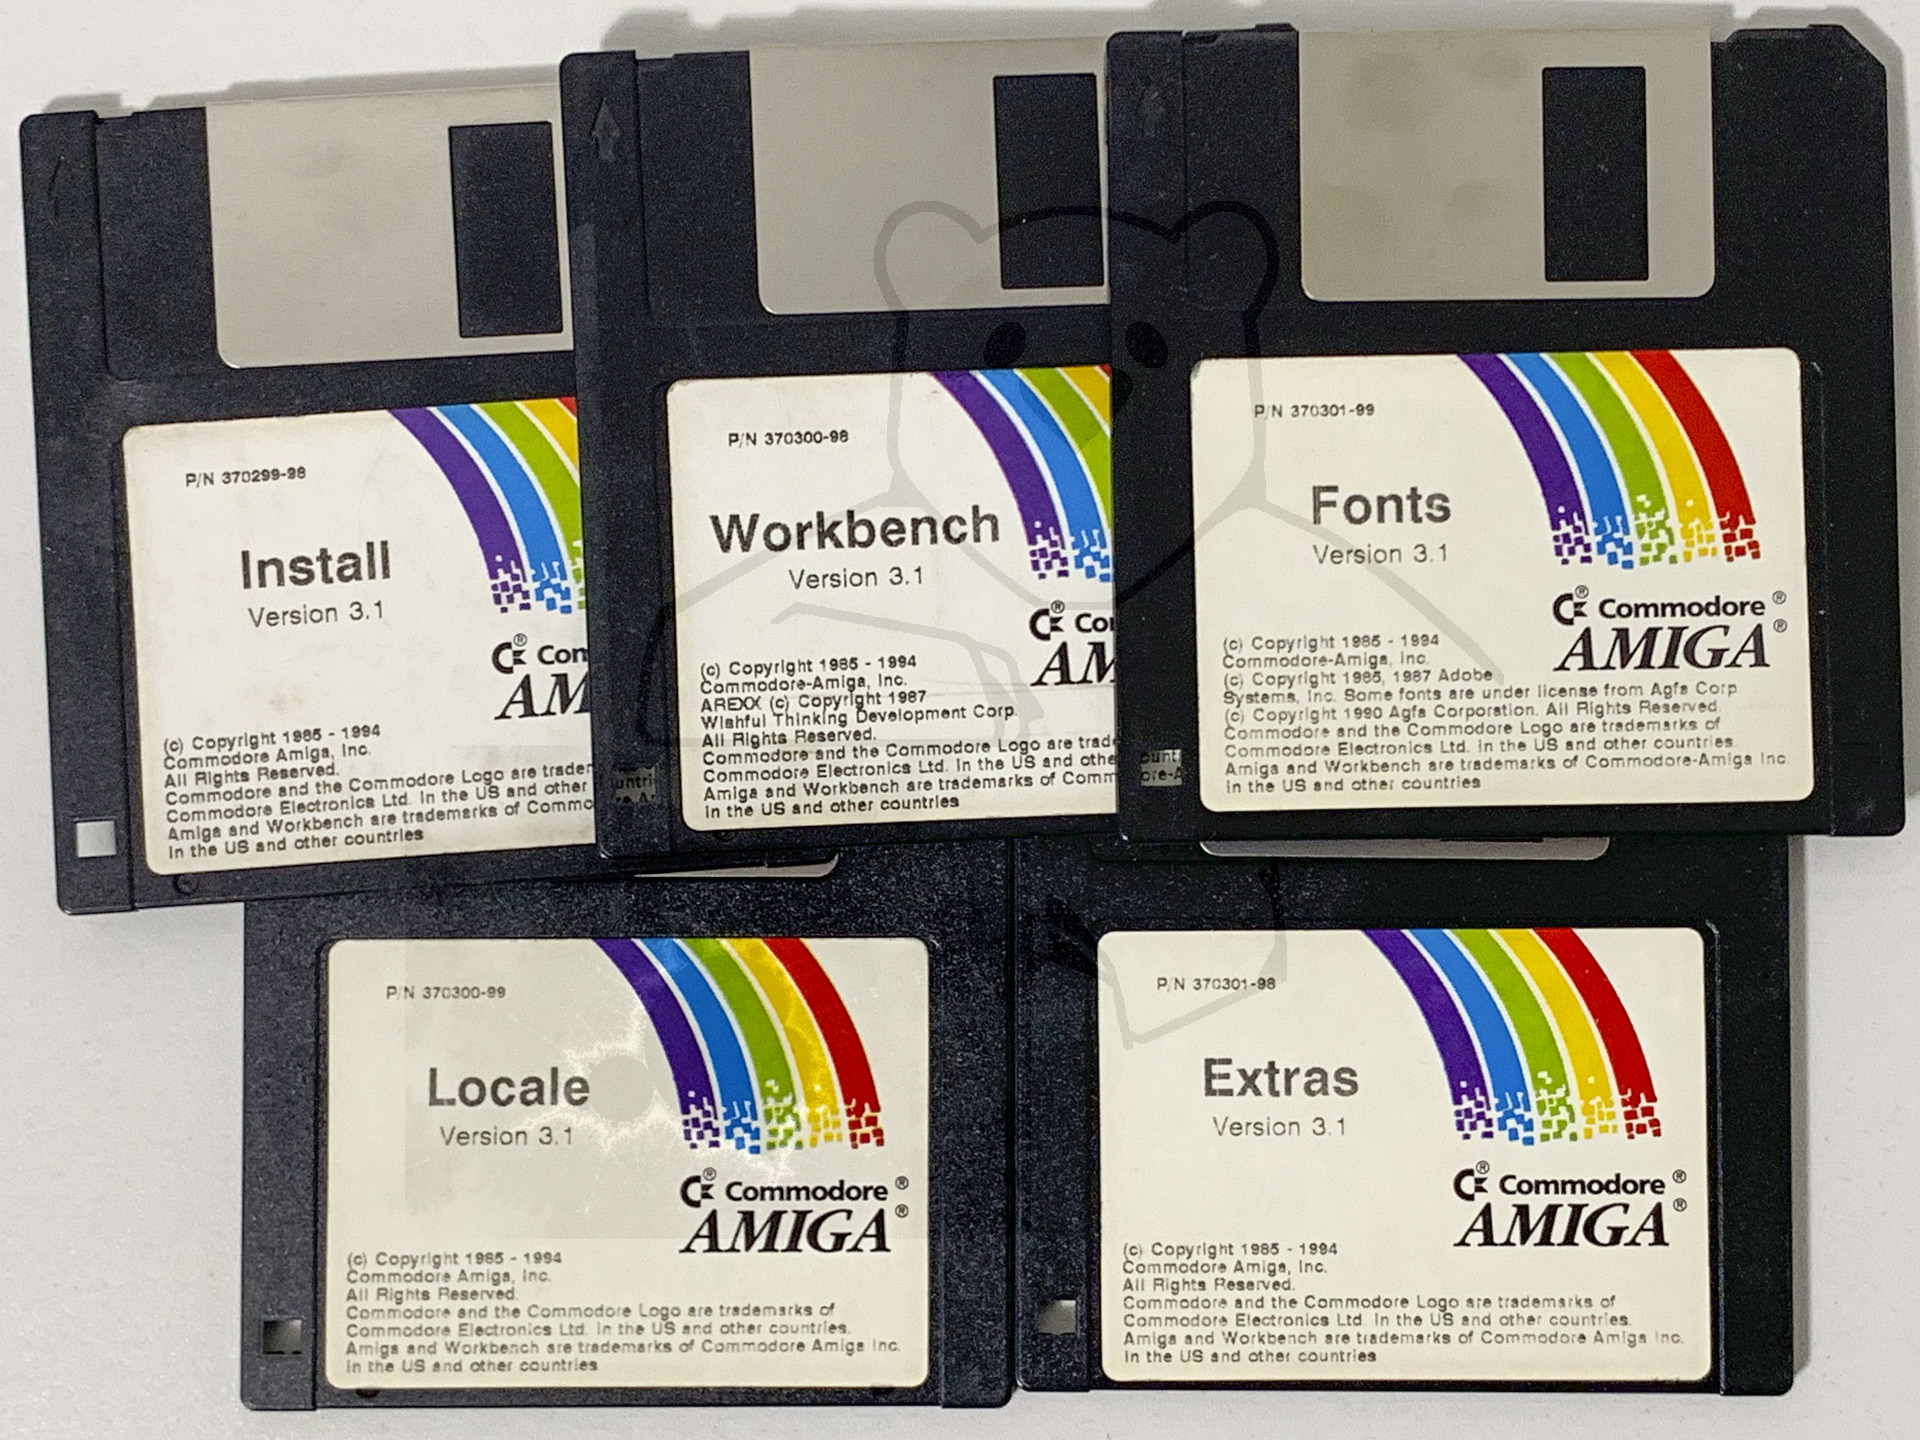 P/N 370299-98
Install
Version 3.1
Con
AM
(c) Copyright 1985 - 1994
Commodore Amiga, Inc.
All Rights Reserved.
Commodore and the Commodore Logo are trader
Commodore Electronics Ltd. in the US and other
Amiga and Workbench are trademarks of Commo
in the US and other countries
P/N 370300-98
Workbench
Version 3.1
Co
AM
(c) Copyright 1985 - 1994
Commodore-Amiga, Inc.
AREXX (c) Copyright 1987
Wishful Thinking Development Corp.
All Rights Reserved.
Commodore and the Commodore Logo are trade
Commodore Electronics Ltd. in the US and othe
Amiga and Workbench are trademarks of Comm
in the US and other countries
P/N 370301-99
Fonts
Version 3.1
Commodore ®
AMIGA ®
(c) Copyright 1985 - 1994
Commodore-Amiga, Inc.
(c) Copyright 1985, 1987 Adobe
Systems, Inc. Some fonts are under license from Agfa Corp
(c) Copyright 1990 Agfa Corporation. All Rights Reserved.
Commodore and the Commodore Logo are trademarks of
Commodore Electronics Ltd. in the US and other countries.
Amiga and Workbench are trademarks of Commodore-Amiga Inc.
in the US and other countries
P/N 370300-99
Locale
Version 3.1
Commodore ®
AMIGA ®
(c) Copyright 1985 - 1994
Commodore Amiga, Inc.
All Rights Reserved.
Commodore and the Commodore Logo are trademarks of
Commodore Electronics Ltd. in the US and other countries.
Amiga and Workbench are trademarks of Commodore Amiga Inc.
in the US and other countries
P/N 370301-98
Extras
Version 3.1
Commodore ®
AMIGA ®
(c) Copyright 1985 - 1994
Commodore Amiga, Inc.
All Rights Reserved.
Commodore and the Commodore Logo are trademarks of
Commodore Electronics Ltd. in the US and other countries.
Amiga and Workbench are trademarks of Commodore Amiga Inc.
in the US and other countries